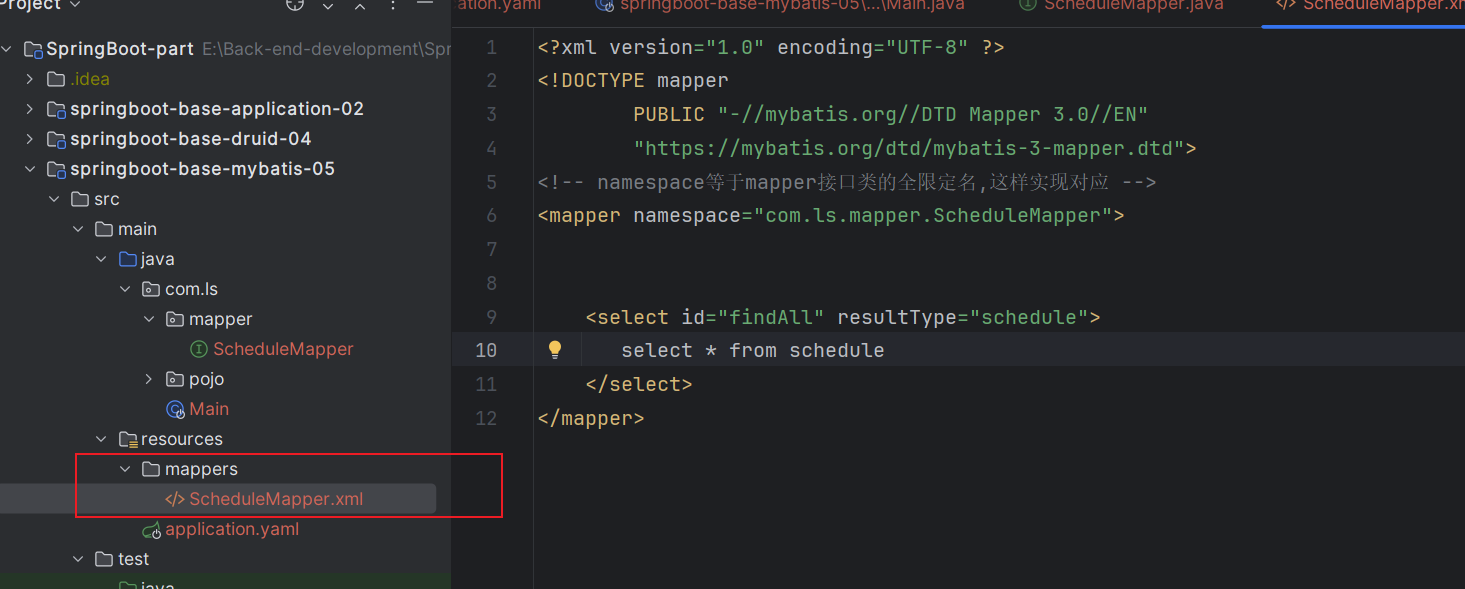 Project
SpringBoot-part E:\Back-end-development\Spr
.idea
springboot-base-application-02
springboot-base-druid-04
springboot-base-mybatis-05
src
main
java
com.ls
mapper
ScheduleMapper
pojo
Main
resources
mappers
</> ScheduleMapper.xml
application.yaml
test
java
ation.yaml springboot-base-mybatis-05\...\Main.java ScheduleMapper.java </> ScheduleMapper.xm
1 <?xml version="1.0" encoding="UTF-8" ?>
2 <!DOCTYPE mapper
3 PUBLIC "-//mybatis.org//DTD Mapper 3.0//EN"
4 "https://mybatis.org/dtd/mybatis-3-mapper.dtd">
5 <!-- namespace等于mapper接口类的全限定名,这样实现对应 -->
6 <mapper namespace="com.ls.mapper.ScheduleMapper">
7
8
9 <select id="findAll" resultType="schedule">
10 select * from schedule
11 </select>
12 </mapper>